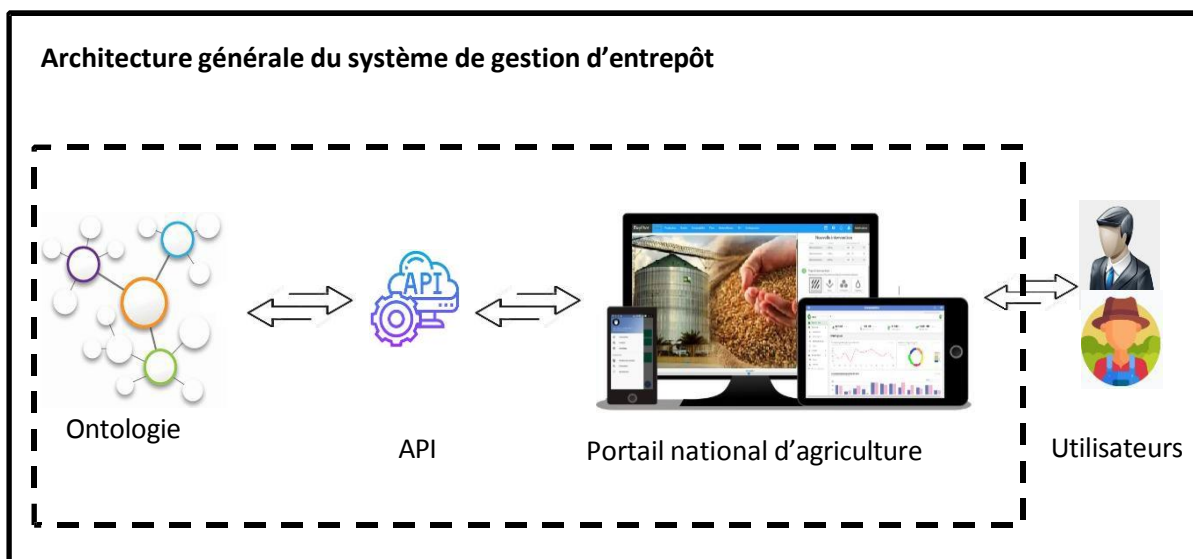 Architecture générale du système de gestion d’entrepôt
API
Ontologie
API
Portail national d’agriculture
Utilisateurs